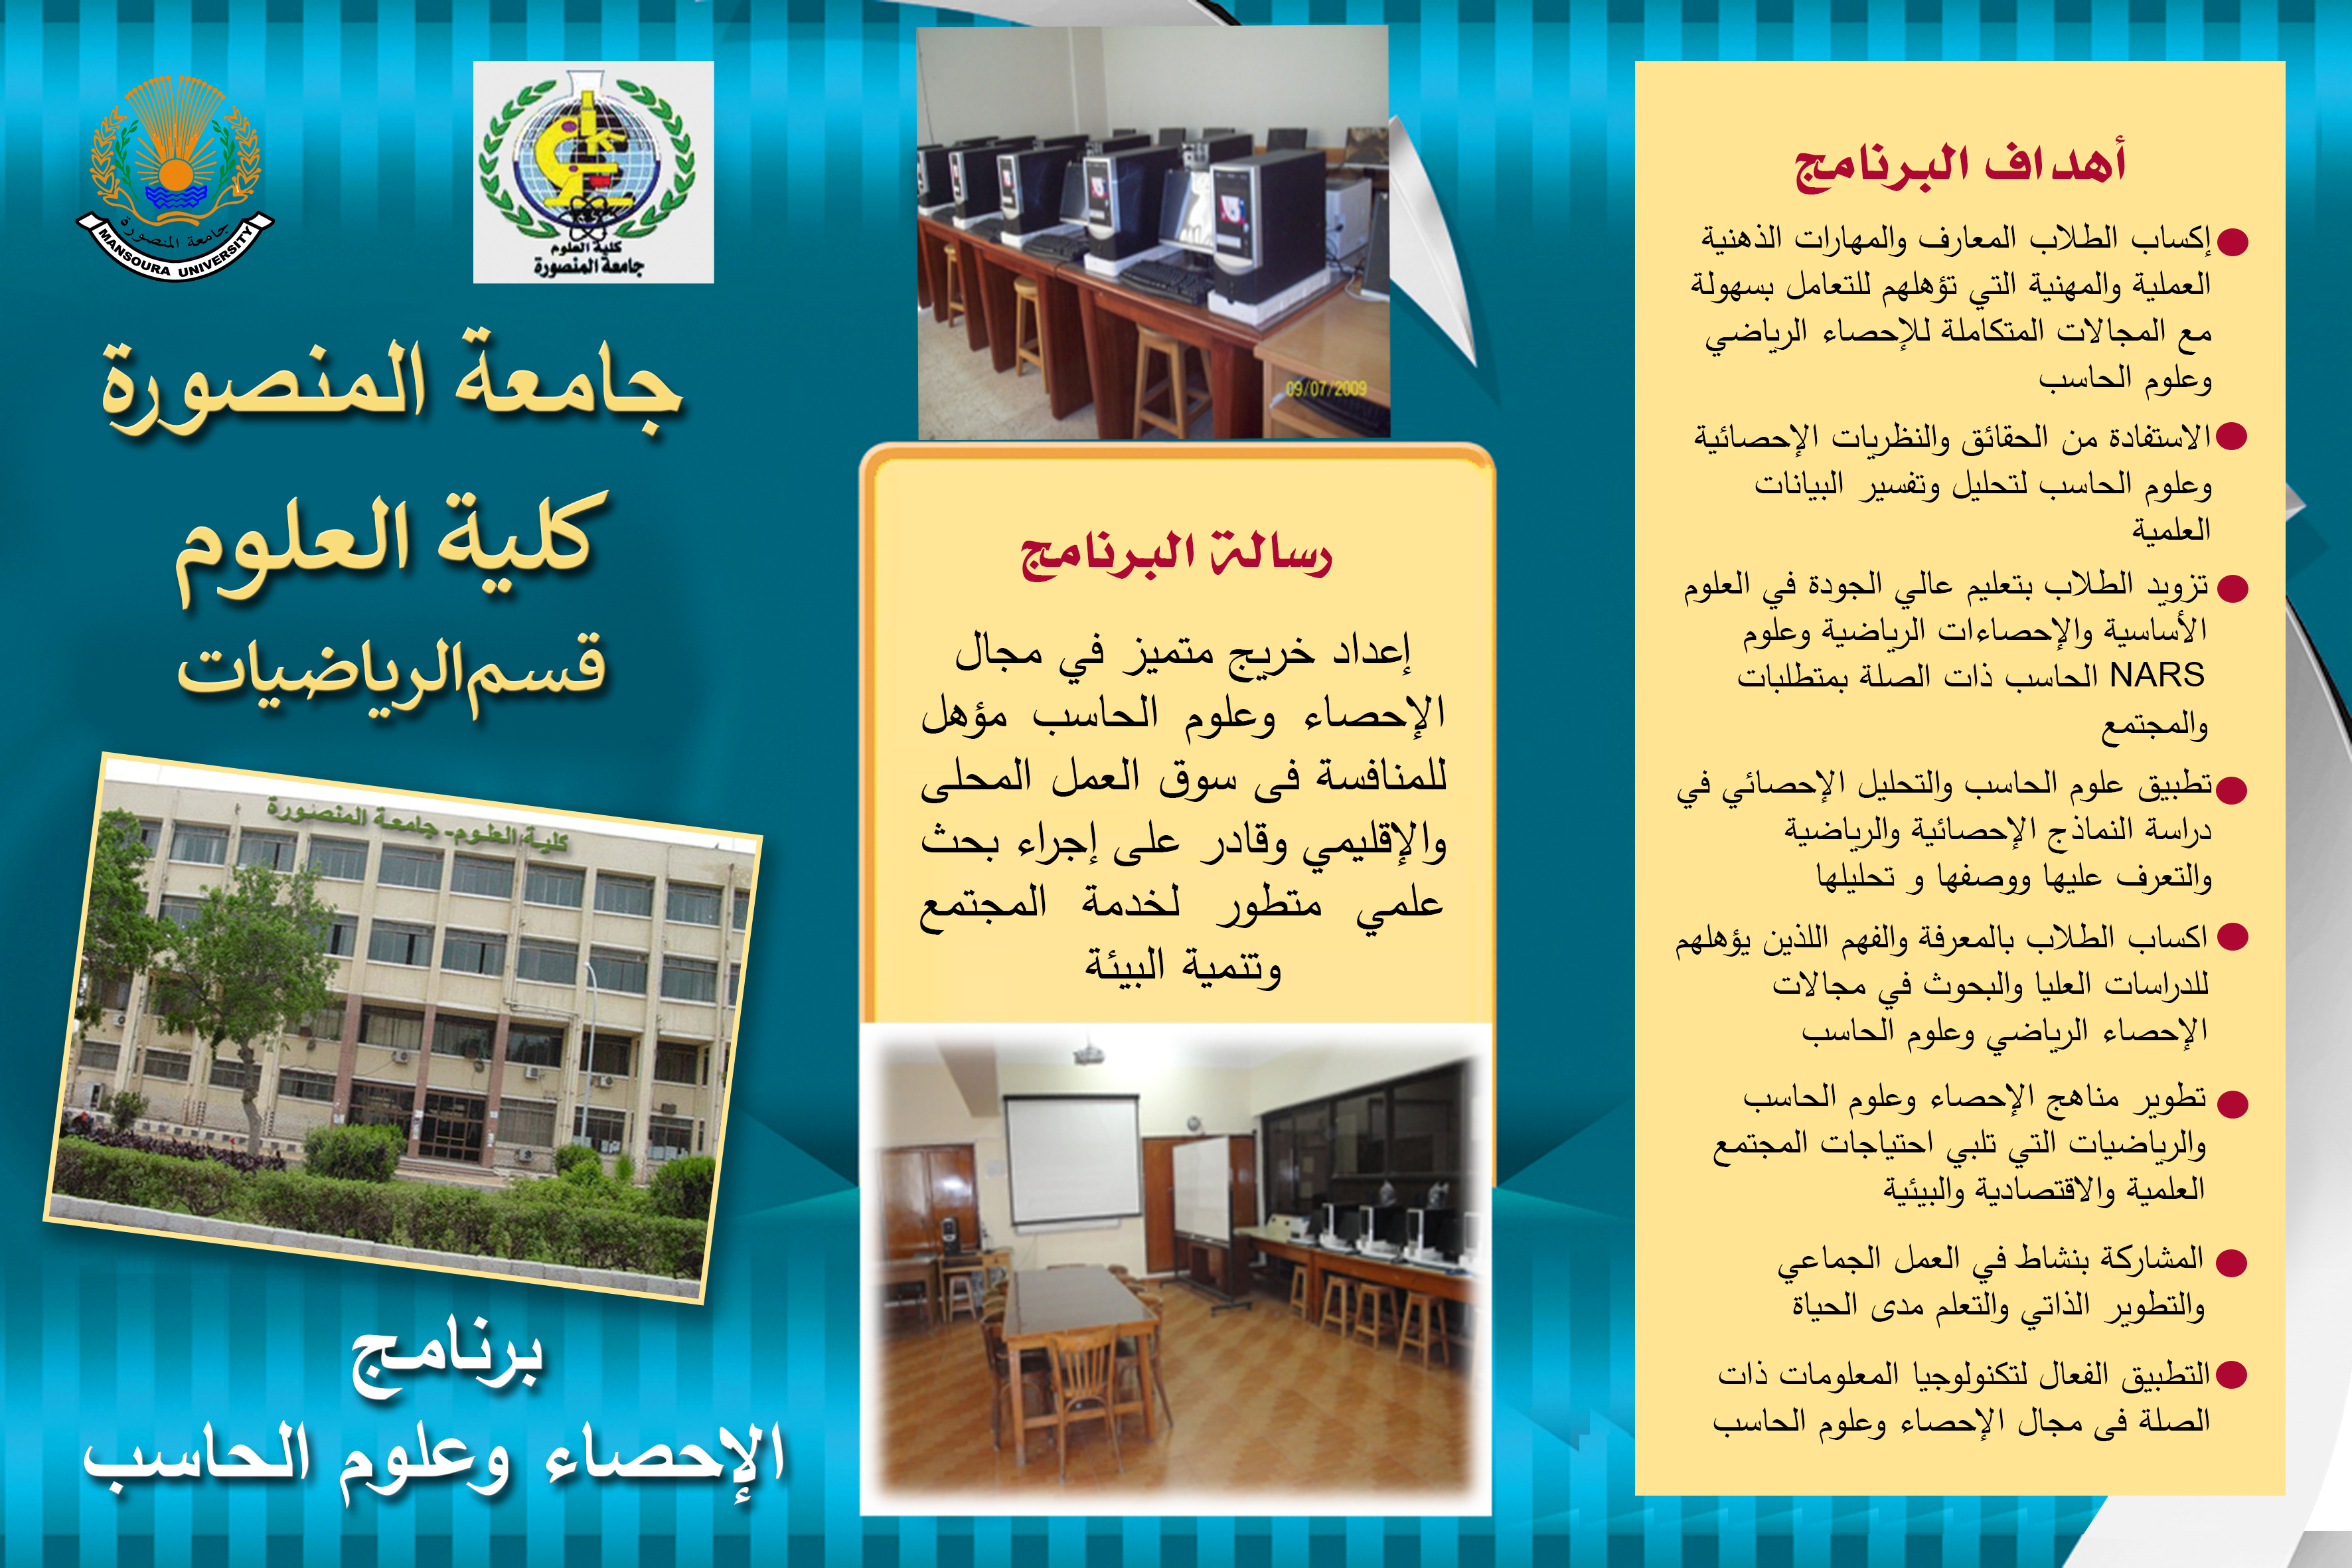 أهداف البرنامج
إكساب الطلاب المعارف والمهارات الذهنية
العملية والمهنية التي تؤهلهم للتعامل بسهولة
مع المجالات المتكاملة للإحصاء الرياضي
وعلوم الحاسب
الاستفادة من الحقائق والنظريات الإحصائية
وعلوم الحاسب لتحليل وتفسير البيانات
العلمية
تزويد الطلاب بتعليم عالي الجودة في العلوم
الأساسية والإحصاءات الرياضية وعلوم
NARS الحاسب ذات الصلة بمتطلبات
والمجتمع
تطبيق علوم الحاسب والتحليل الإحصائي في
دراسة النماذج الإحصائية والرياضية
والتعرف عليها ووصفها و تحليلها
اكساب الطلاب بالمعرفة والفهم اللذين يؤهلهم
للدراسات العليا والبحوث في مجالات
الإحصاء الرياضي وعلوم الحاسب
تطوير مناهج الإحصاء وعلوم الحاسب
والرياضيات التي تلبي احتياجات المجتمع
العلمية والاقتصادية والبيئية
المشاركة بنشاط في العمل الجماعي
والتطوير الذاتي والتعلم مدى الحياة
التطبيق الفعال لتكنولوجيا المعلومات ذات
الصلة فى مجال الإحصاء وعلوم الحاسب
09/07/2009
رسالة البرنامج
إعداد خريج متميز في مجال
الإحصاء وعلوم الحاسب مؤهل
للمنافسة فى سوق العمل المحلى
والإقليمي وقادر على إجراء بحث
علمي متطور لخدمة المجتمع
وتنمية البيئة
كلية العلوم
جامعة المنصورة
جامعة المنصورة
MANSOURA UNIVERSITY
جامعة المنصورة
كلية العلوم
قسم الرياضيات
كلية العلوم - جامعة المنصورة
برنامج
الإحصاء وعلوم الحاسب